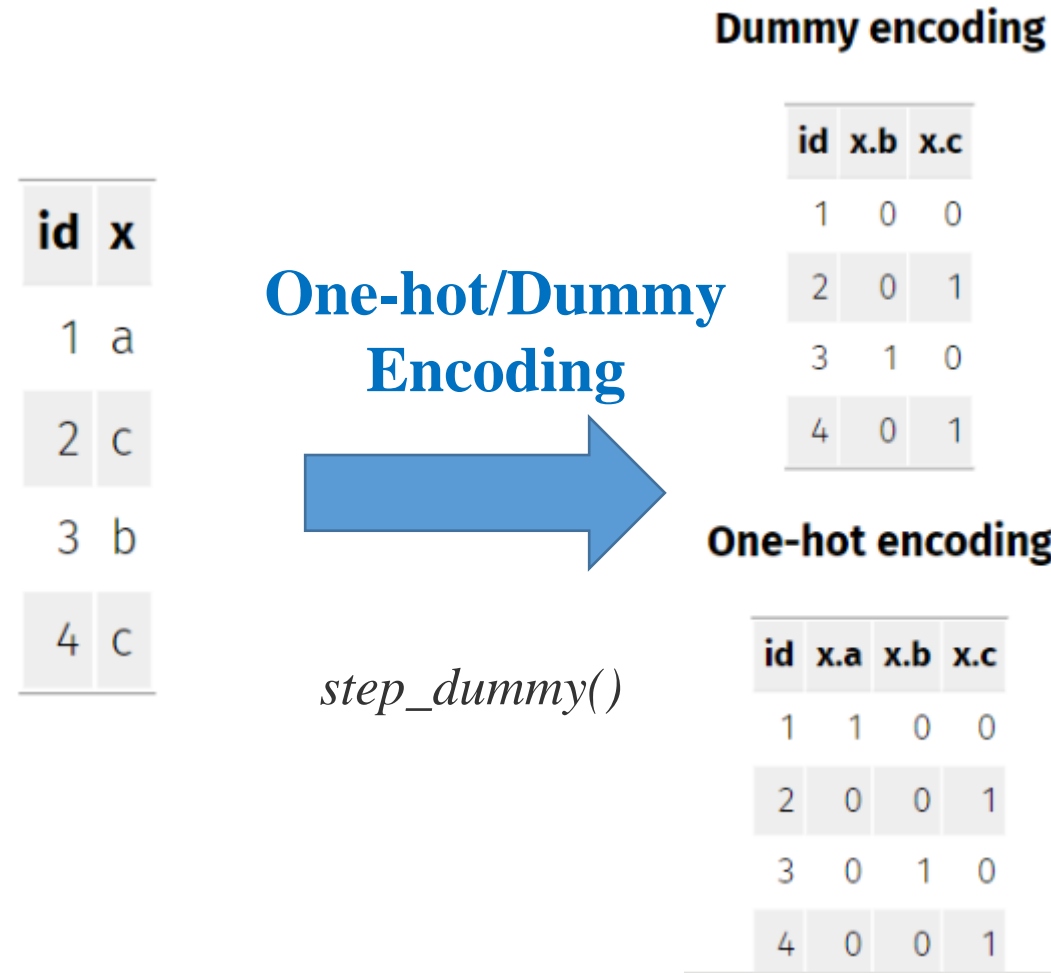 id x
1 a
2 c
3 b
4 c
One-hot/Dummy
Encoding
step_dummy()
Dummy encoding
id x.b x.c
1 0 0
2 0 1
3 1 0
4 0 1
One-hot encoding
id x.a x.b x.c
1 1 0 0
2 0 0 1
3 0 1 0
4 0 0 1